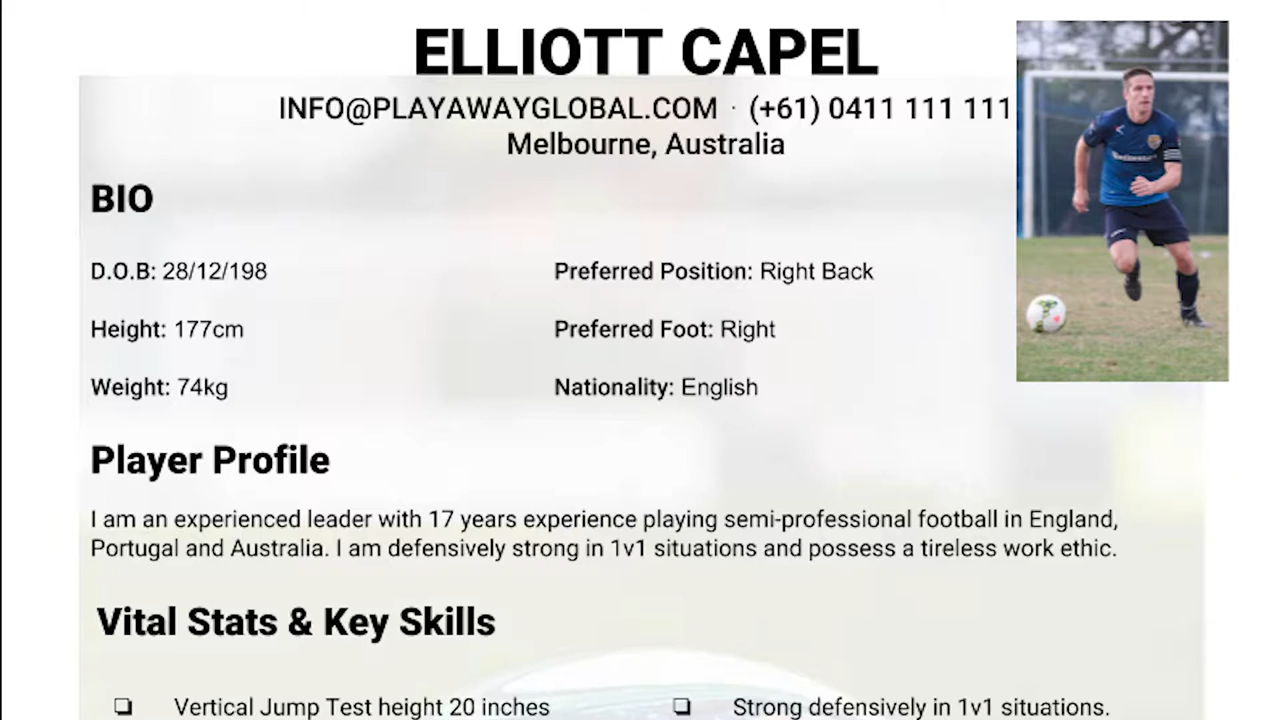 ELLIOTT CAPEL
INFO@PLAYAWAYGLOBAL.COM · (+61) 0411 111 111
Melbourne, Australia
BIO
D.O.B: 28/12/198
Preferred Position: Right Back
Height: 177cm
Preferred Foot: Right
Weight: 74kg
Nationality: English
Player Profile
I am an experienced leader with 17 years experience playing semi-professional football in England,
Portugal and Australia. I am defensively strong in 1v1 situations and possess a tireless work ethic.
Vital Stats & Key Skills
❏ Vertical Jump Test height 20 inches
❏ Strong defensively in 1v1 situations.